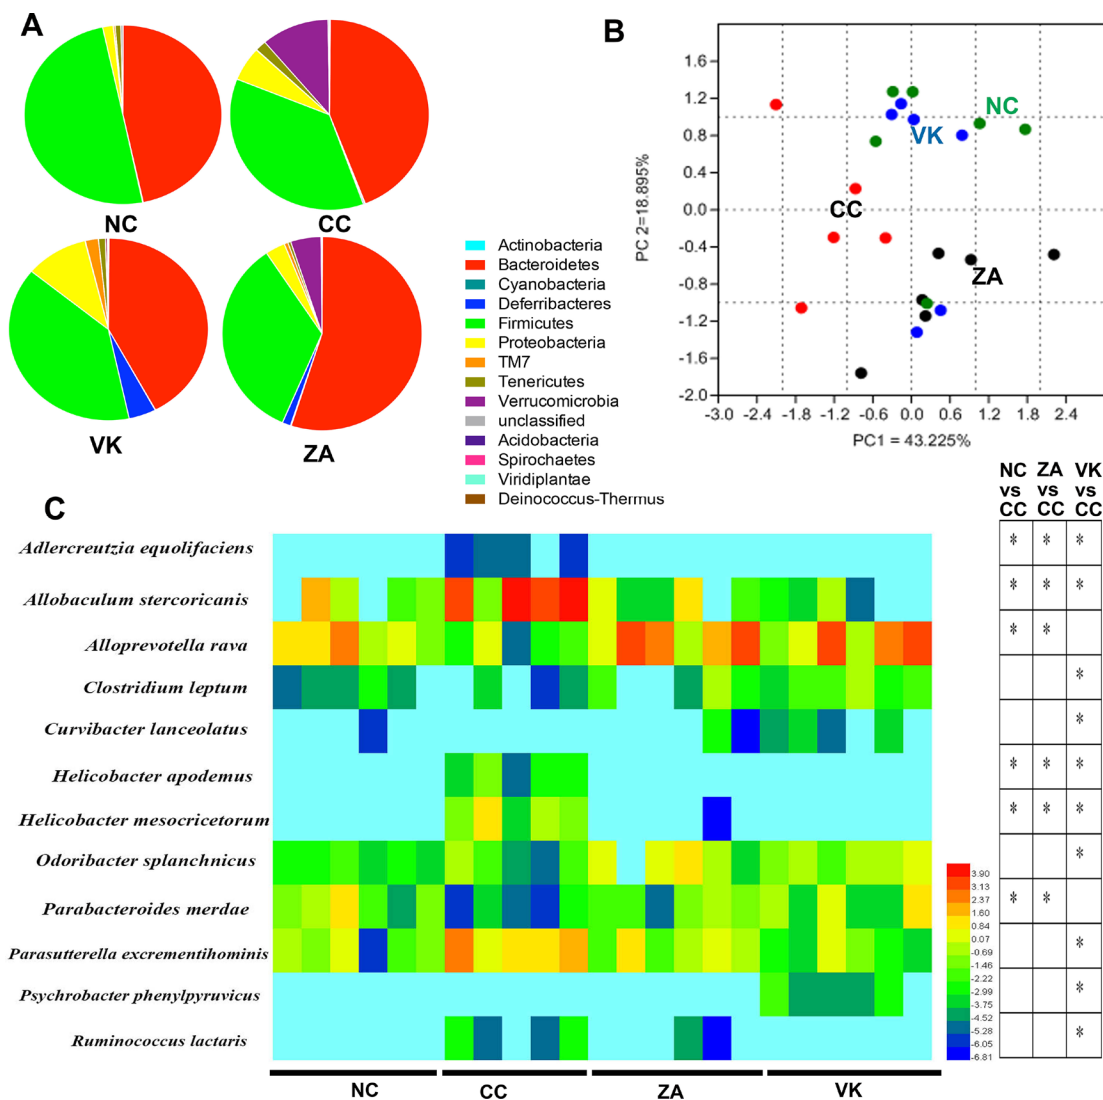 A
NC
CC
VK
ZA
Actinobacteria
Bacteroidetes
Cyanobacteria
Deferribacteres
Firmicutes
Proteobacteria
TM7
Tenericutes
Verrucomicrobia
unclassified
Acidobacteria
Spirochaetes
Viridiplantae
Deinococcus-Thermus
B
PC 2=18.895%
1.6
1.2
0.8
0.4
0.0
-0.4
-0.8
-1.2
-1.6
-2.0
NC
VK
CC
ZA
-3.0 -2.4 -1.8 -1.2 -0.6 0.0 0.6 1.2 1.8 2.4
PC1 = 43.225%
C
NC ZA VK
vs vs vs
CC CC CC
Adlercreutzia equolifaciens * * *
Allobaculum stercoricanis * * *
Alloprevotella rava * *
Clostridium leptum *
Curvibacter lanceolatus *
Helicobacter apodemus * * *
Helicobacter mesocricetorum * * *
Odoribacter splanchnicus *
Parabacteroides merdae * *
Parasutterella excrementihominis *
Psychrobacter phenylpyruvicus *
Ruminococcus lactaris *
3.90
3.13
2.37
1.60
0.84
0.07
-0.69
-1.46
-2.22
-2.99
-3.75
-4.52
-5.28
-6.05
-6.81
NC CC ZA VK